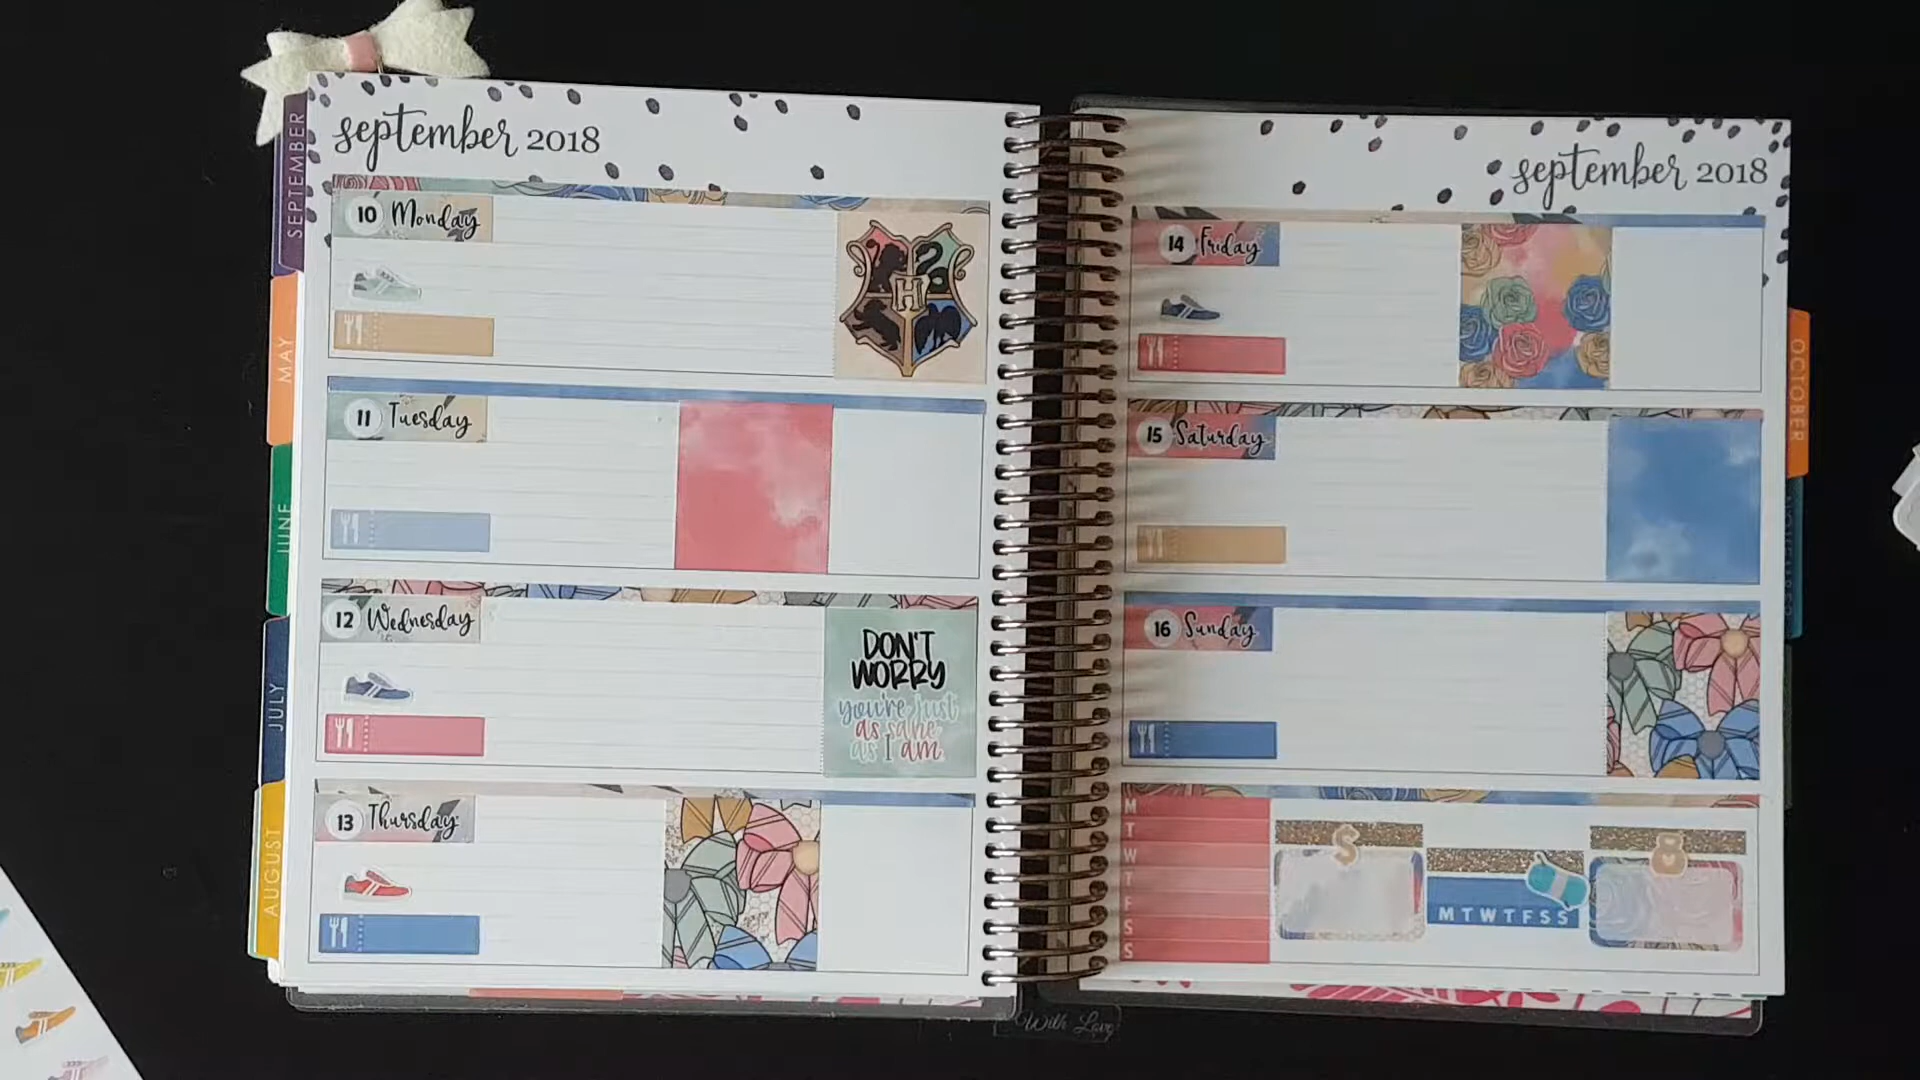 september 2018
10 Monday
H
11 Tuesday
12 Wednesday
DON'T
WORRY
you're just
as sane
as I am
13 Thursday
september 2018
14 Friday
15 Saturday
16 Sunday
M
T
W
T
F
S
S
$
M T W T F S S
SEPTEMBER
MAY
JUNE
JULY
AUGUST
OCTOBER
With Love